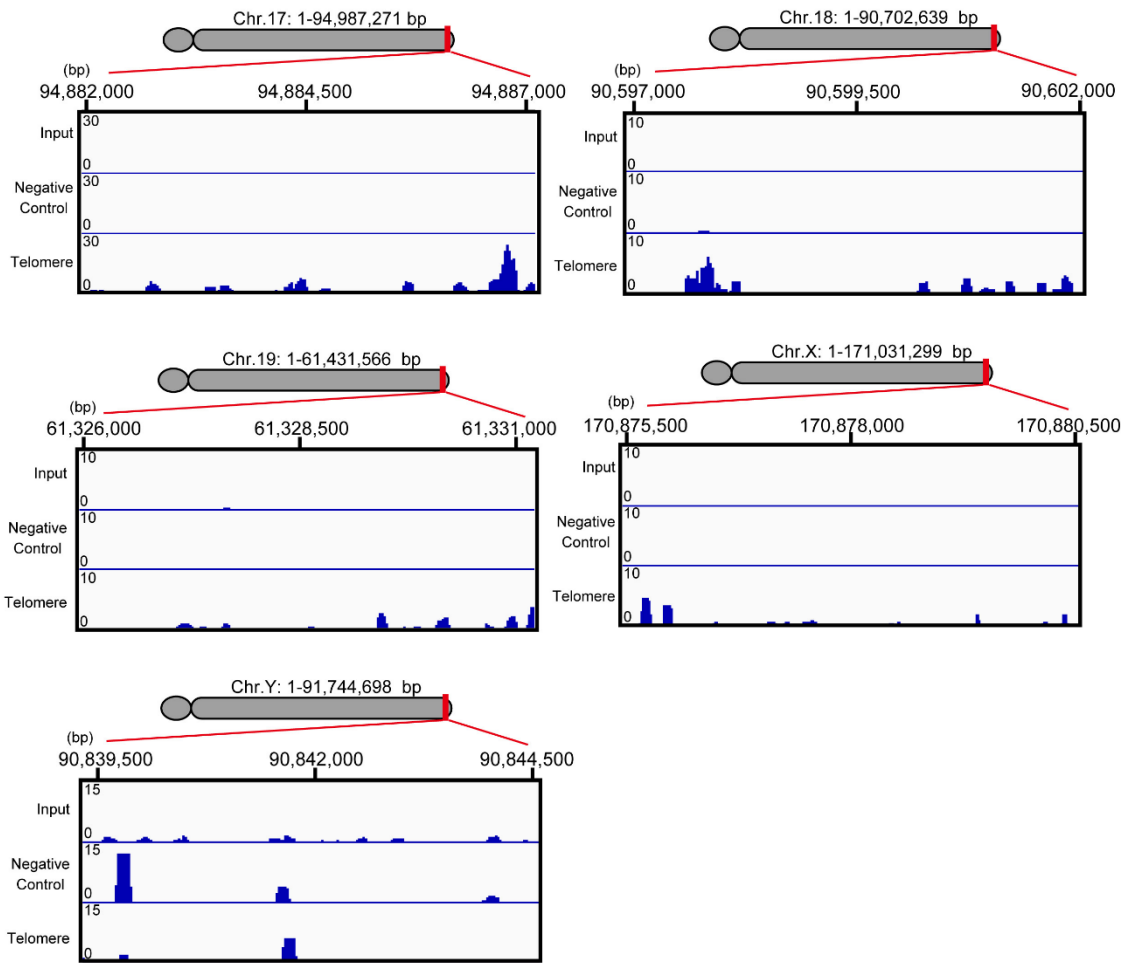 Chr.17: 1-94,987,271 bp
(bp)
94,882,000 94,884,500 94,887,000
Input 30 0
Negative Control 30 0
Telomere 30 0
Chr.18: 1-90,702,639 bp
(bp)
90,597,000 90,599,500 90,602,000
Input 10 0
Negative Control 10 0
Telomere 10 0
Chr.19: 1-61,431,566 bp
(bp)
61,326,000 61,328,500 61,331,000
Input 10 0
Negative Control 10 0
Telomere 10 0
Chr.X: 1-171,031,299 bp
(bp)
170,875,500 170,878,000 170,880,500
Input 10 0
Negative Control 10 0
Telomere 10 0
Chr.Y: 1-91,744,698 bp
(bp)
90,839,500 90,842,000 90,844,500
Input 15 0
Negative Control 15 0
Telomere 15 0